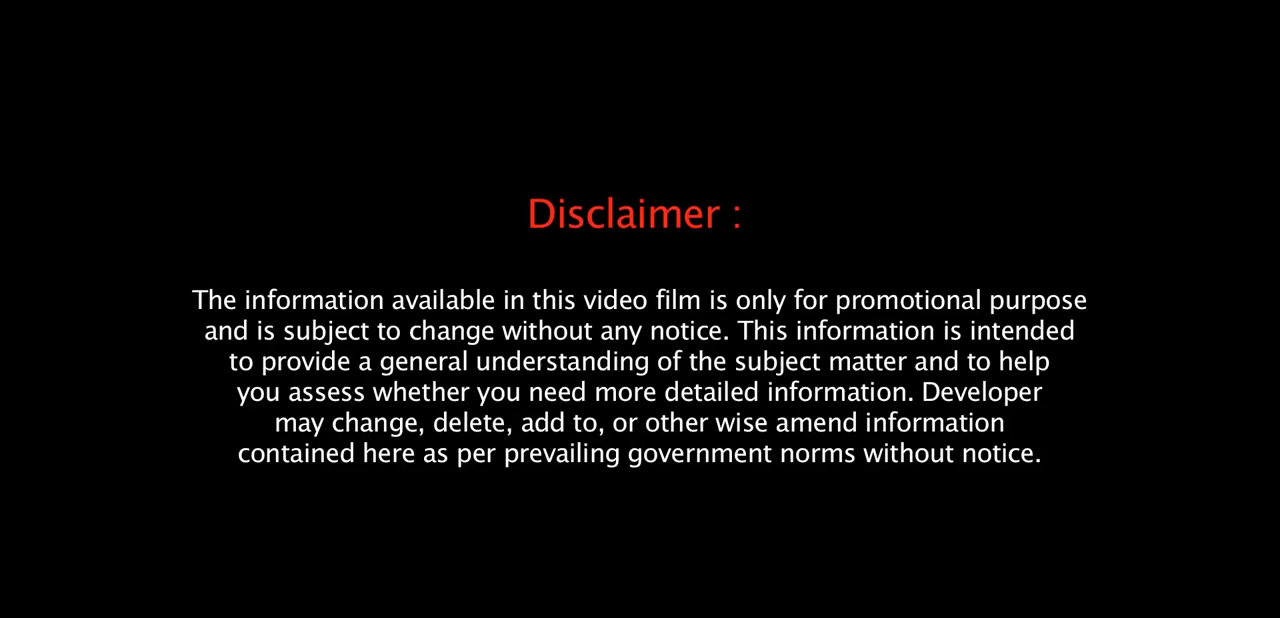 Disclaimer :
The information available in this video film is only for promotional purpose
and is subject to change without any notice. This information is intended
to provide a general understanding of the subject matter and to help
you assess whether you need more detailed information. Developer
may change, delete, add to, or other wise amend information
contained here as per prevailing government norms without notice.